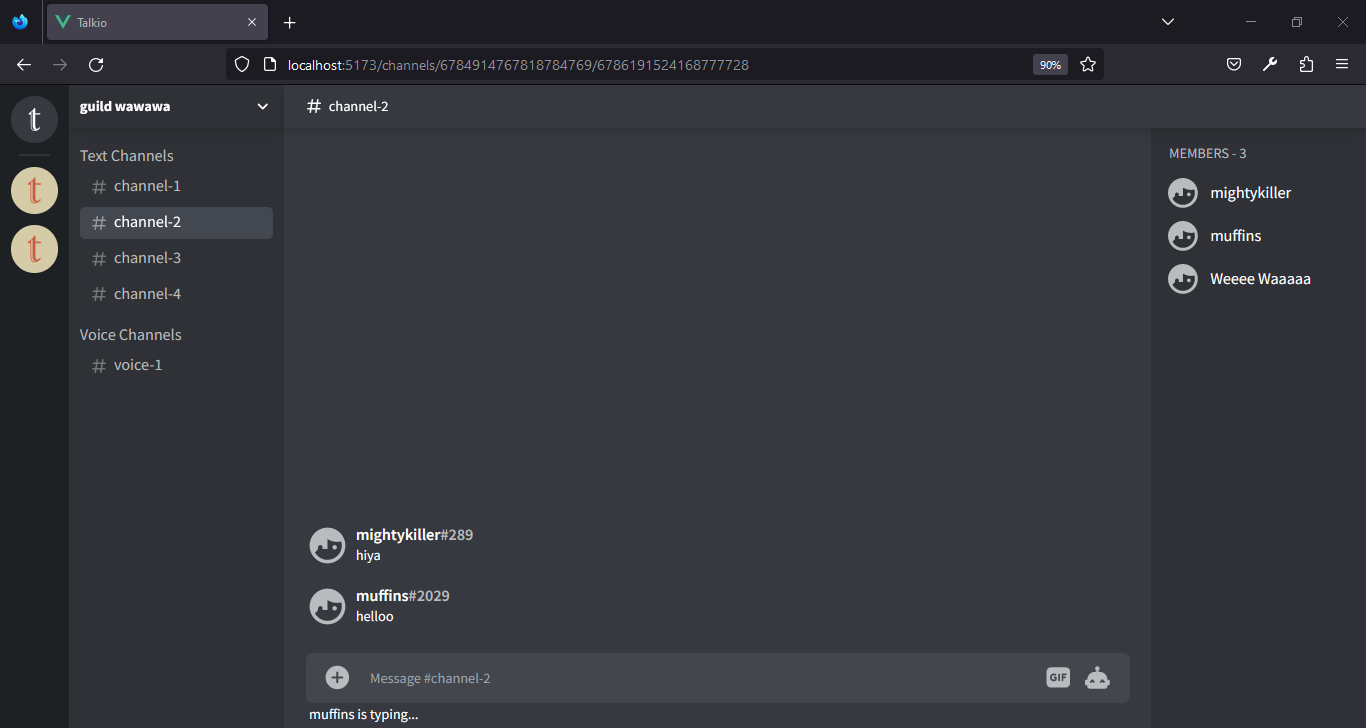 Talkio
localhost:5173/channels/6784914767818784769/6786191524168777728
90%
t
t
t
guild wawawa
Text Channels
# channel-1
# channel-2
# channel-3
# channel-4
Voice Channels
# voice-1
# channel-2
mightykiller#289
hiya
muffins#2029
helloo
Message #channel-2
GIF
muffins is typing...
MEMBERS - 3
mightykiller
muffins
Weeee Waaaaa